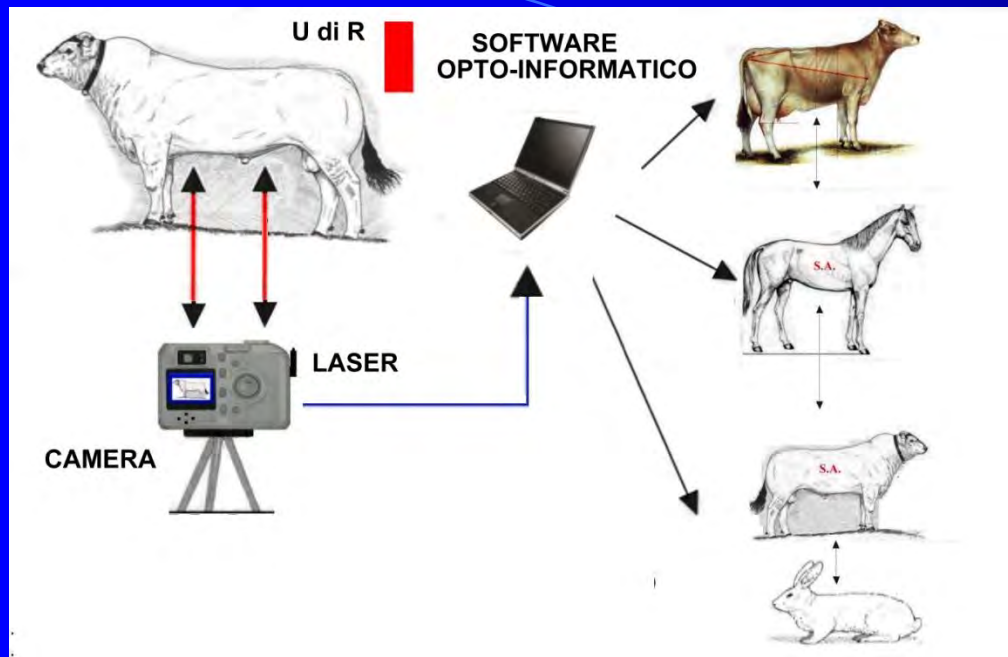 U di R
SOFTWARE
OPTO-INFORMATICO
S.A.
LASER
CAMERA
S.A.